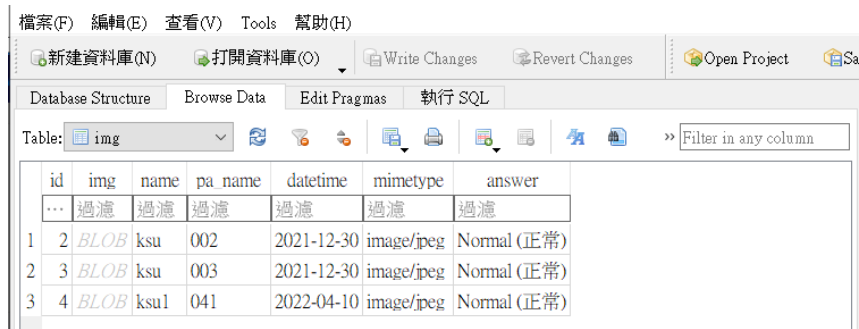 檔案(F) 編輯(E) 查看(V) Tools 幫助(H)
新建資料庫(N) 打開資料庫(O) Write Changes Revert Changes Open Project Sa
Database Structure Browse Data Edit Pragmas 執行 SQL
Table: img » Filter in any column
id img name pa_name datetime mimetype answer
... 過濾 過濾 過濾 過濾 過濾 過濾
1 2 BLOB ksu 002 2021-12-30 image/jpeg Normal (正常)
2 3 BLOB ksu 003 2021-12-30 image/jpeg Normal (正常)
3 4 BLOB ksu1 041 2022-04-10 image/jpeg Normal (正常)